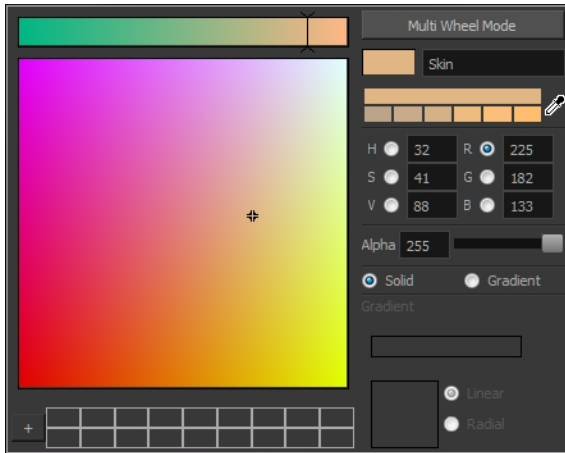 Multi Wheel Mode
Skin
H 32 R 225
S 41 G 182
V 88 B 133
Alpha 255
Solid Gradient
Gradient
Linear
Radial
+